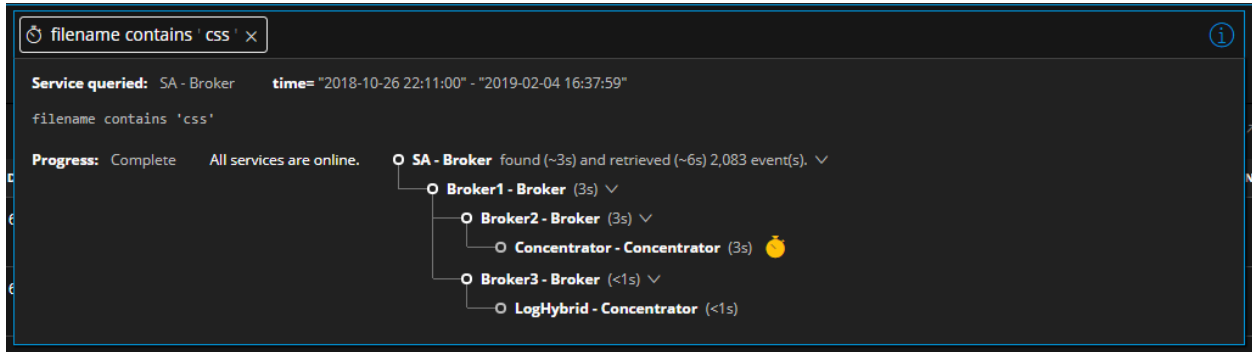 filename contains ' css ' ×
Service queried: SA - Broker time= "2018-10-26 22:11:00" - "2019-02-04 16:37:59"
filename contains 'css'
Progress: Complete All services are online. SA - Broker found (~3s) and retrieved (~6s) 2,083 event(s).
Broker1 - Broker (3s)
Broker2 - Broker (3s)
Concentrator - Concentrator (3s)
Broker3 - Broker (<1s)
LogHybrid - Concentrator (<1s)